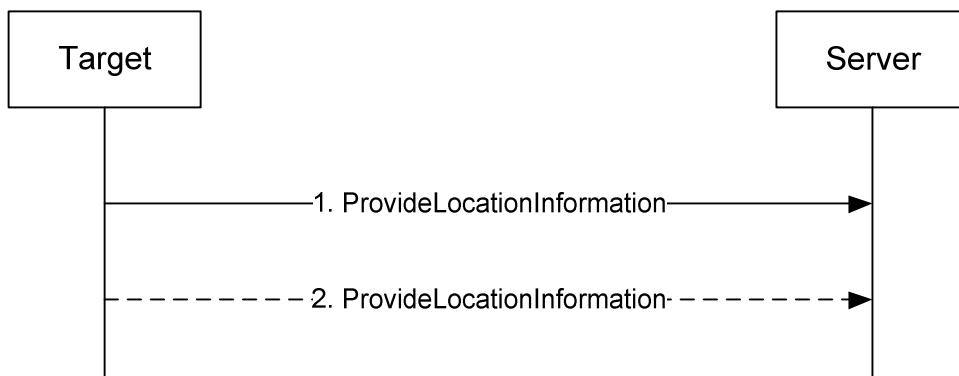 Target
Server
1. ProvideLocationInformation
2. ProvideLocationInformation